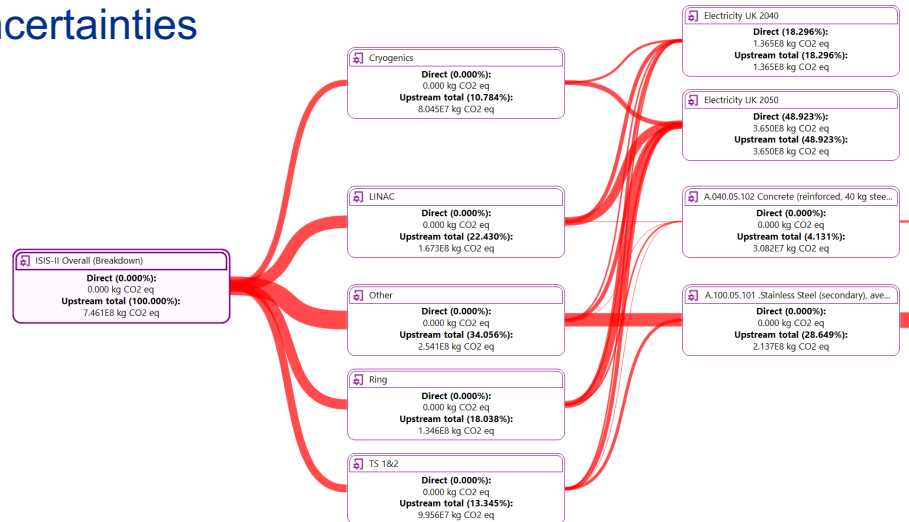 certainties
ISIS-II Overall (Breakdown)
Direct (0.000%):
0.000 kg CO2 eq
Upstream total (100.000%):
7.461E8 kg CO2 eq
Cryogenics
Direct (0.000%):
0.000 kg CO2 eq
Upstream total (10.784%):
8.045E7 kg CO2 eq
LINAC
Direct (0.000%):
0.000 kg CO2 eq
Upstream total (22.430%):
1.673E8 kg CO2 eq
Other
Direct (0.000%):
0.000 kg CO2 eq
Upstream total (34.056%):
2.541E8 kg CO2 eq
Ring
Direct (0.000%):
0.000 kg CO2 eq
Upstream total (18.038%):
1.346E8 kg CO2 eq
TS 1&2
Direct (0.000%):
0.000 kg CO2 eq
Upstream total (13.345%):
9.956E7 kg CO2 eq
Electricity UK 2040
Direct (18.296%):
1.365E8 kg CO2 eq
Upstream total (18.296%):
1.365E8 kg CO2 eq
Electricity UK 2050
Direct (48.923%):
3.650E8 kg CO2 eq
Upstream total (48.923%):
3.650E8 kg CO2 eq
A.040.05.102 Concrete (reinforced, 40 kg stee...
Direct (0.000%):
0.000 kg CO2 eq
Upstream total (4.131%):
3.082E7 kg CO2 eq
A.100.05.101 .Stainless Steel (secondary), ave...
Direct (0.000%):
0.000 kg CO2 eq
Upstream total (28.649%):
2.137E8 kg CO2 eq